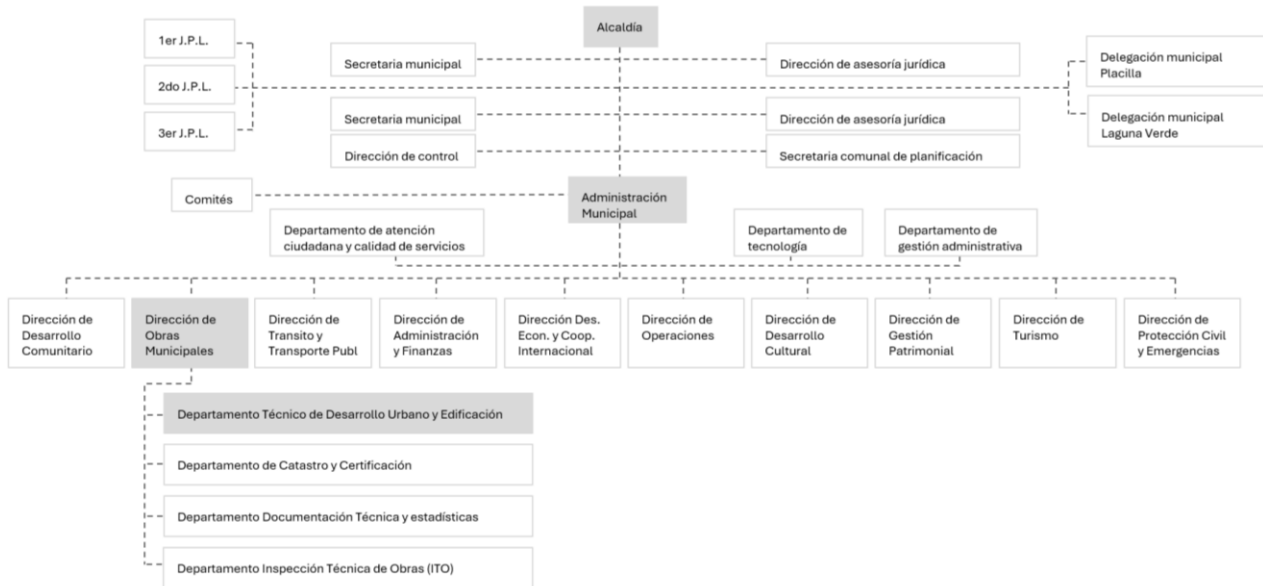 Alcaldía
1er J.P.L.
2do J.P.L.
3er J.P.L.
Secretaria municipal
Dirección de asesoría jurídica
Delegación municipal
Placilla
Delegación municipal
Laguna Verde
Secretaria municipal
Dirección de asesoría jurídica
Dirección de control
Secretaria comunal de planificación
Comités
Administración
Municipal
Departamento de atención
ciudadana y calidad de servicios
Departamento de
tecnología
Departamento de
gestión administrativa
Dirección de
Desarrollo
Comunitario
Dirección de
Obras
Municipales
Dirección de
Transito y
Transporte Publ
Dirección de
Administración
y Finanzas
Dirección Des.
Econ. y Coop.
Internacional
Dirección de
Operaciones
Dirección de
Desarrollo
Cultural
Dirección de
Gestión
Patrimonial
Dirección de
Turismo
Dirección de
Protección Civil
y Emergencias
Departamento Técnico de Desarrollo Urbano y Edificación
Departamento de Catastro y Certificación
Departamento Documentación Técnica y estadísticas
Departamento Inspección Técnica de Obras (ITO)